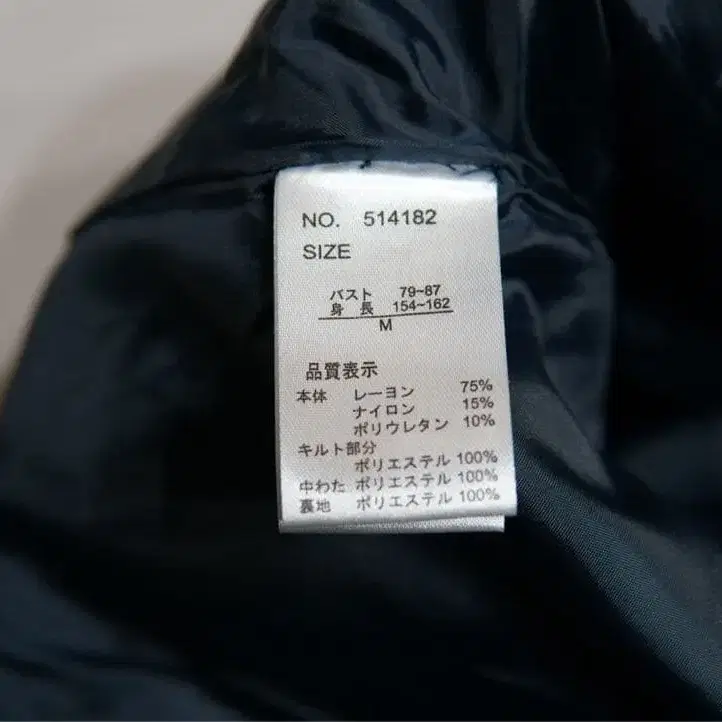 NO. 514182
SIZE
バスト 79~87
身長 154~162
M
品質表示
本体 レーヨン 75%
ナイロン 15%
ポリウレタン 10%
キルト部分
ポリエステル 100%
中わた ポリエステル 100%
裏地 ポリエステル 100%